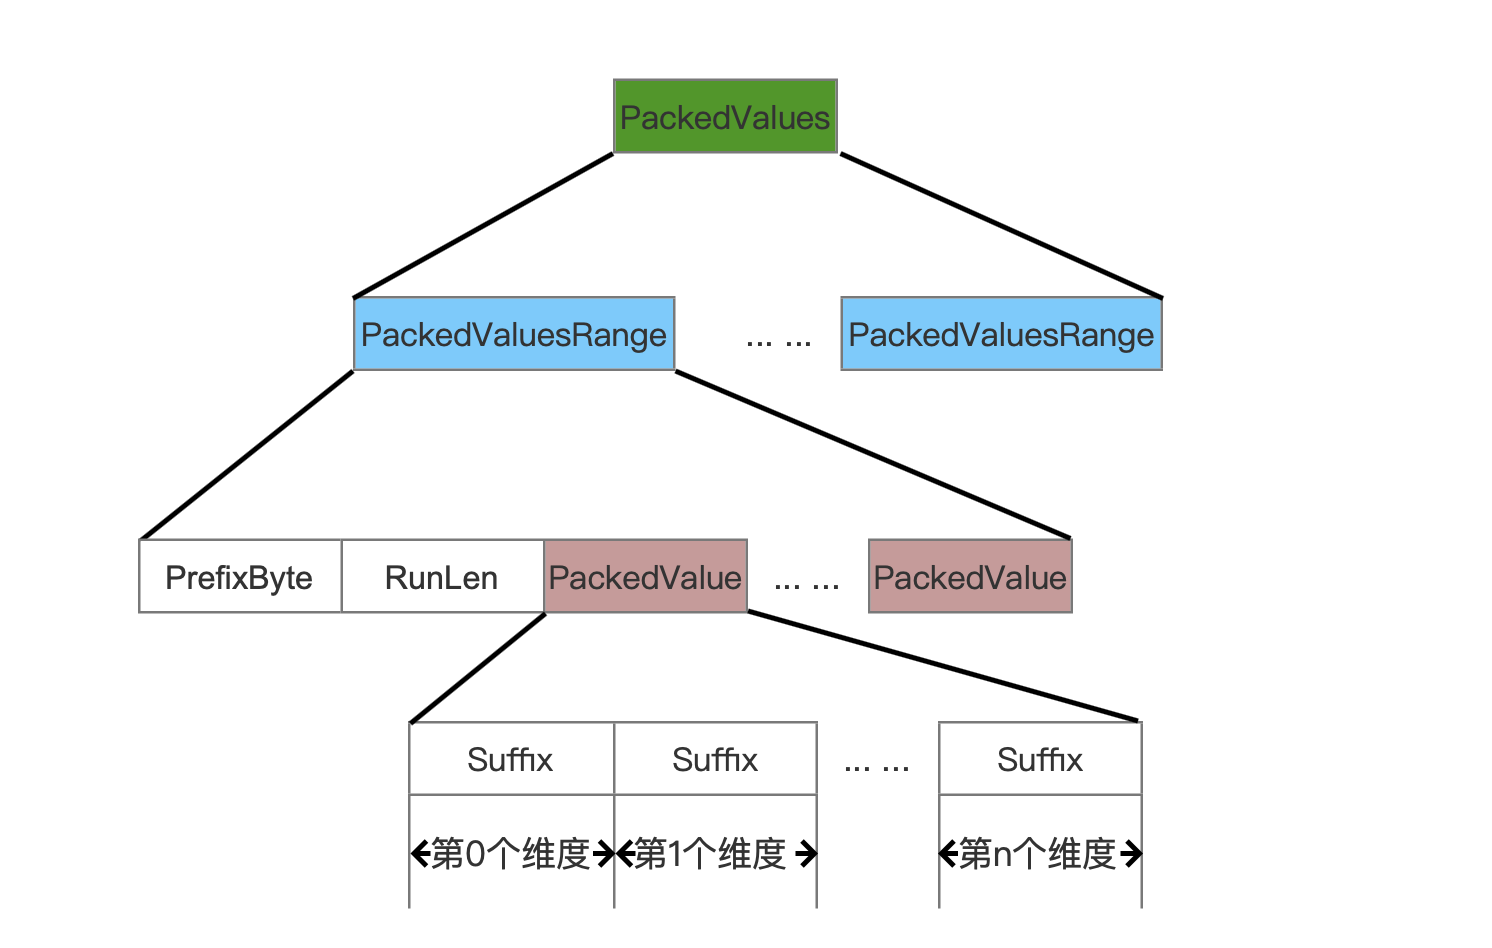 PackedValues
PackedValuesRange ... ... PackedValuesRange
PrefixByte RunLen PackedValue ... ... PackedValue
Suffix Suffix ... ... Suffix
第0个维度 第1个维度 第n个维度